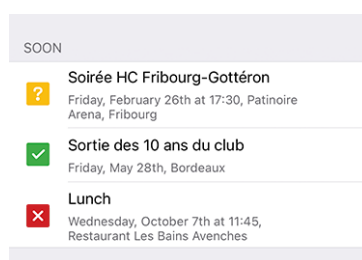 SOON
Soirée HC Fribourg-Gottéron
Friday, February 26th at 17:30, Patinoire
Arena, Fribourg
Sortie des 10 ans du club
Friday, May 28th, Bordeaux
Lunch
Wednesday, October 7th at 11:45,
Restaurant Les Bains Avenches